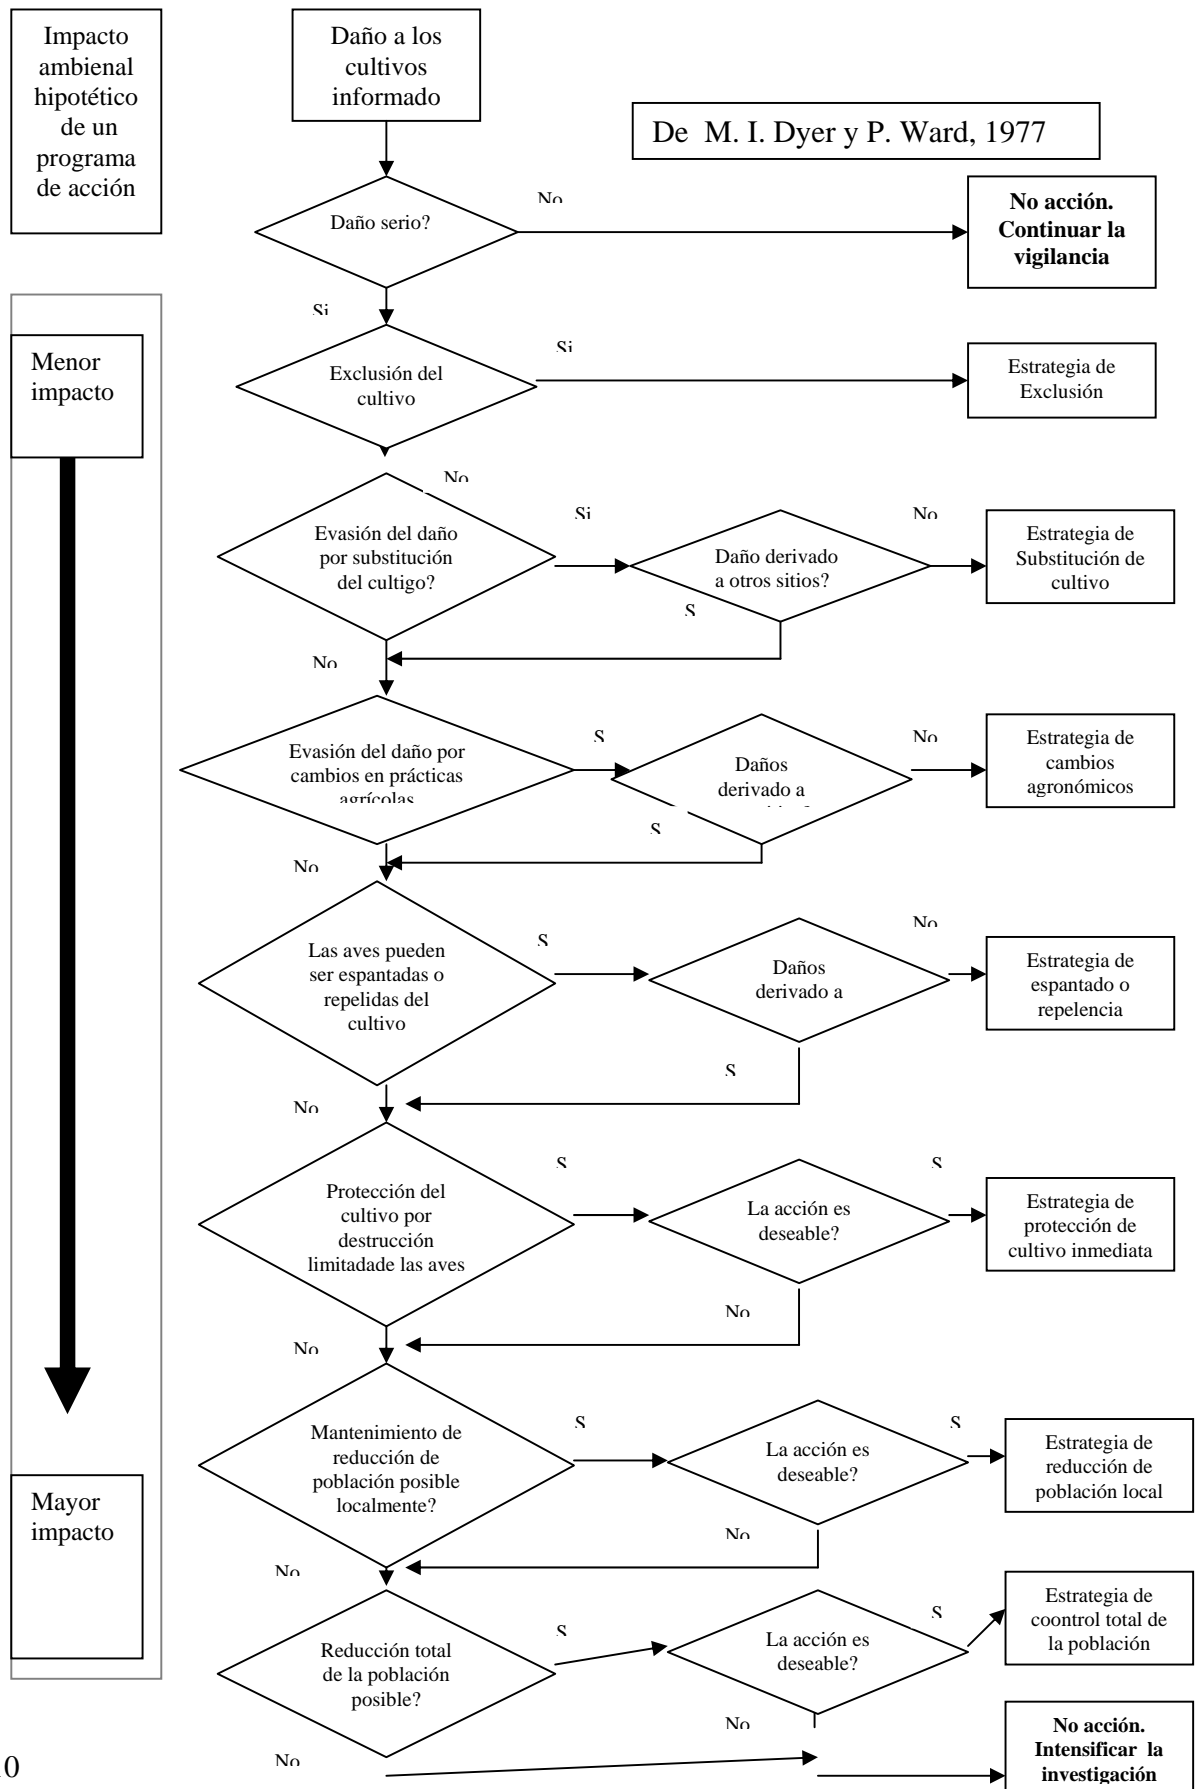 Impacto
ambienal
hipotético
de un
programa
de acción
Daño a los
cultivos
informado
De M. I. Dyer y P. Ward, 1977
Daño serio?
No
No acción.
Continuar la
vigilancia
Si
Menor
impacto
Exclusión del
cultivo
Si
Estrategia de
Exclusión
No
Evasión del daño
por substitución
del cultigo?
Si
Daño derivado
a otros sitios?
No
Estrategia de
Substitución de
cultivo
S
No
Evasión del daño por
cambios en prácticas
agrícolas
S
Daños
derivado a
No
Estrategia de
cambios
agronómicos
S
No
Las aves pueden
ser espantadas o
repelidas del
cultivo
S
Daños
derivado a
No
Estrategia de
espantado o
repelencia
S
No
Protección del
cultivo por
destrucción
limitadade las aves
S
La acción es
deseable?
S
Estrategia de
protección de
cultivo inmediata
No
No
Mantenimiento de
reducción de
población posible
localmente?
S
La acción es
deseable?
S
Estrategia de
reducción de
población local
No
No
Mayor
impacto
Reducción total
de la población
posible?
S
La acción es
deseable?
S
Estrategia de
coontrol total de
la población
No
No
No acción.
Intensificar la
investigación
0